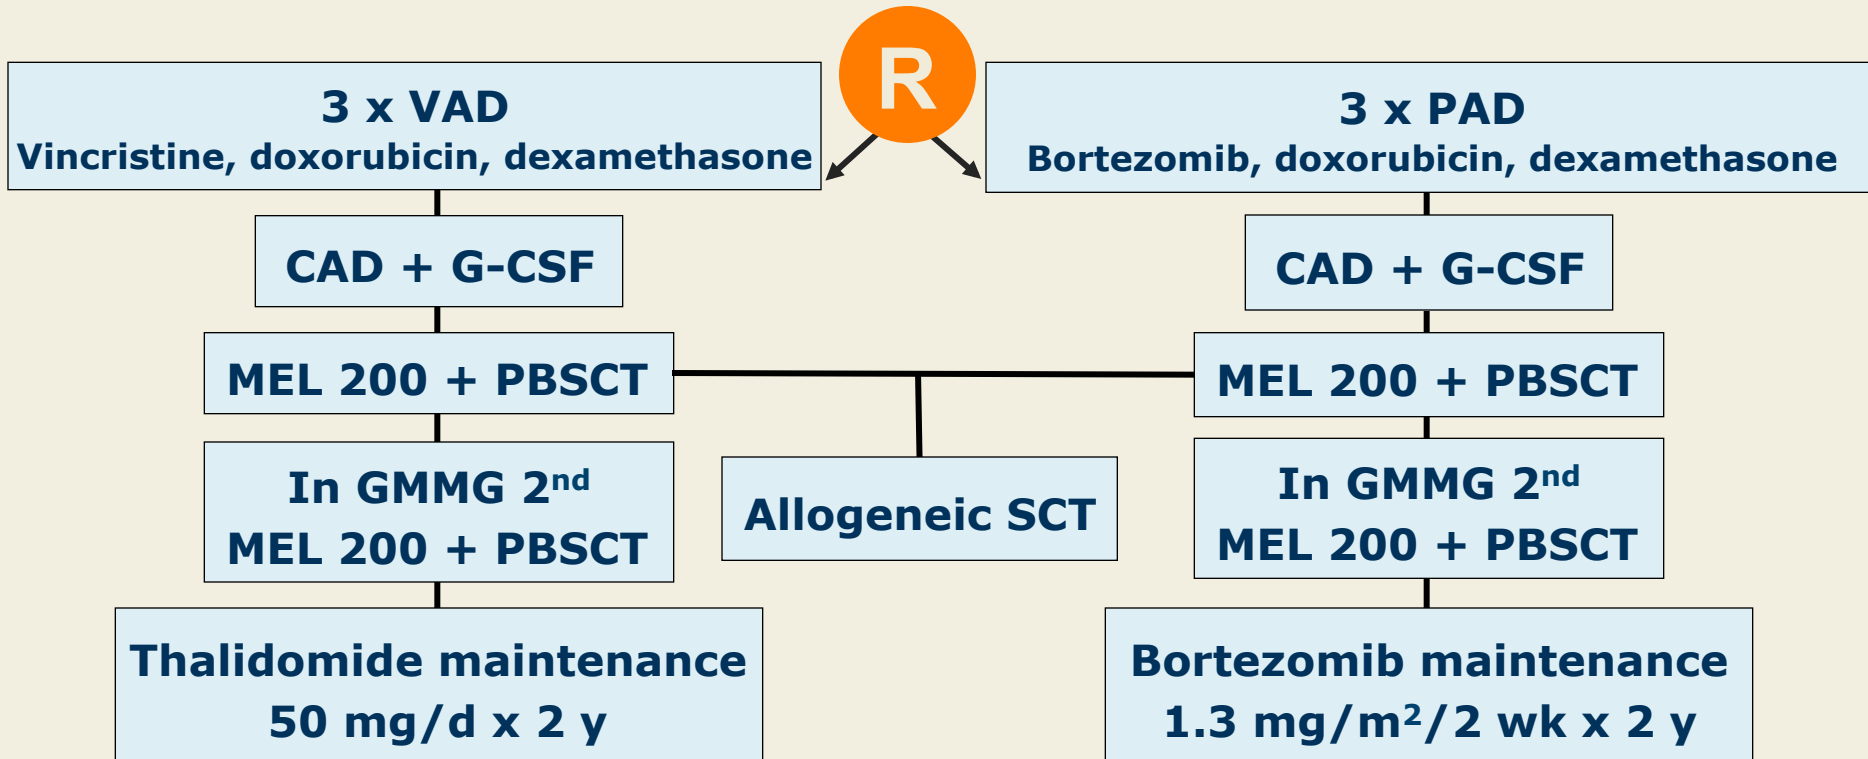 R
3 x VAD
Vincristine, doxorubicin, dexamethasone
CAD + G-CSF
MEL 200 + PBSCT
In GMMG 2nd
MEL 200 + PBSCT
Thalidomide maintenance
50 mg/d x 2 y
Allogeneic SCT
3 x PAD
Bortezomib, doxorubicin, dexamethasone
CAD + G-CSF
MEL 200 + PBSCT
In GMMG 2nd
MEL 200 + PBSCT
Bortezomib maintenance
1.3 mg/m²/2 wk x 2 y